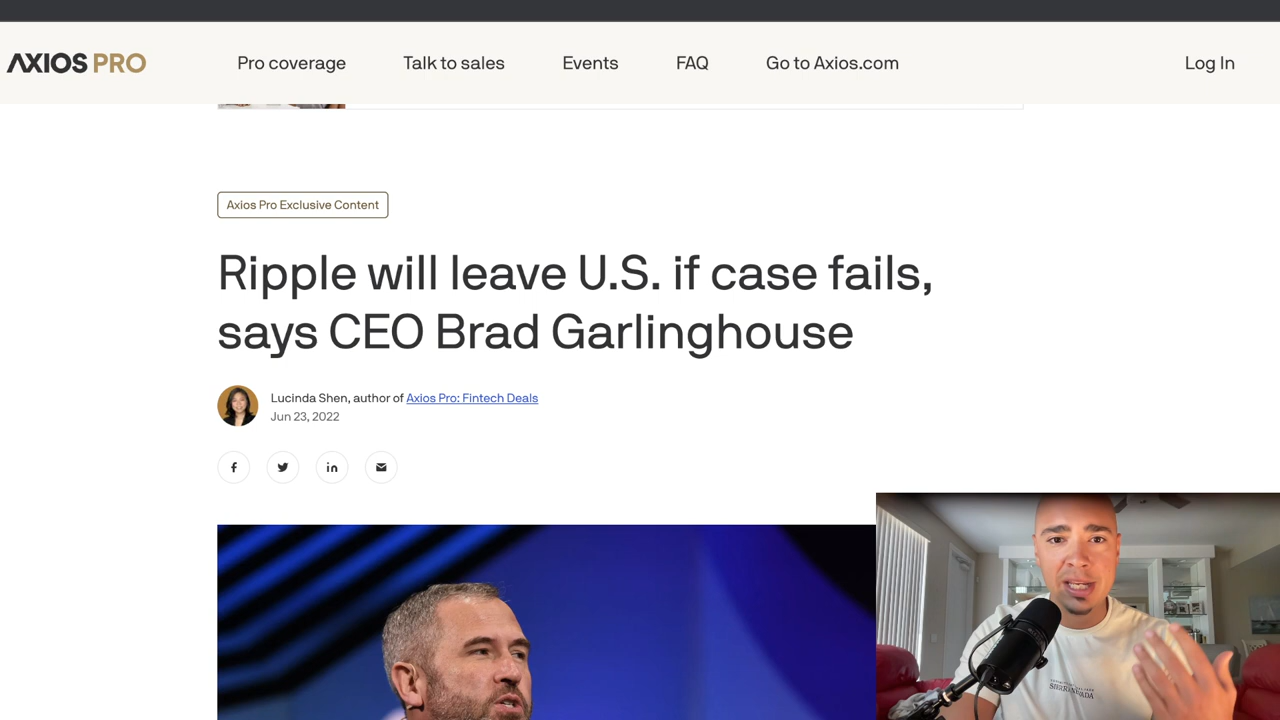 AXIOS PRO
Pro coverage
Talk to sales
Events
FAQ
Go to Axios.com
Log In
Axios Pro Exclusive Content
Ripple will leave U.S. if case fails,
says CEO Brad Garlinghouse
Lucinda Shen, author of Axios Pro: Fintech Deals
Jun 23, 2022